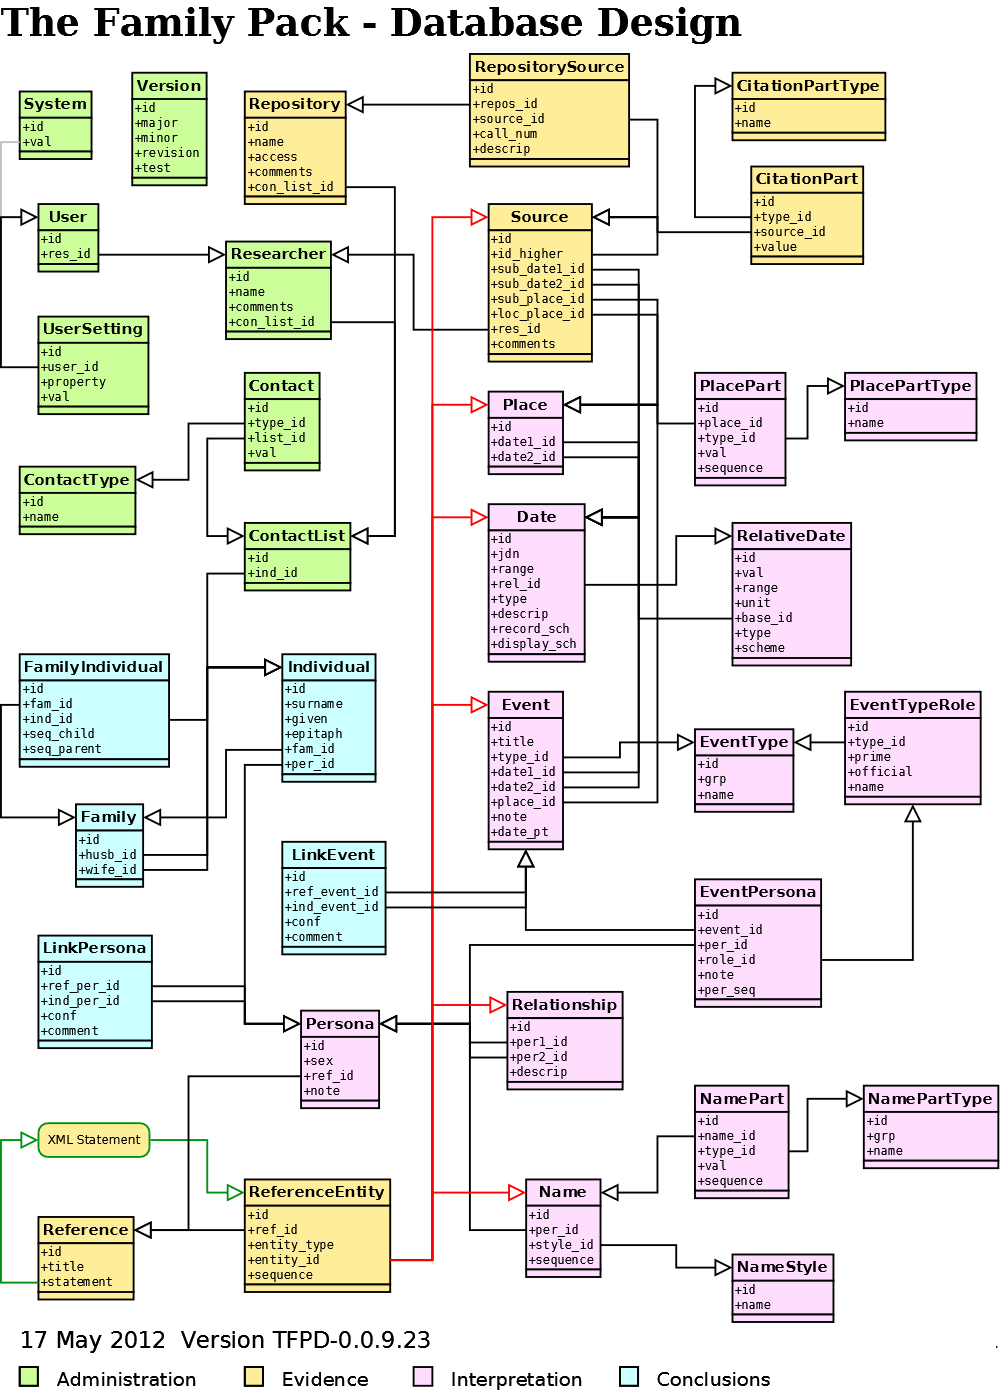 The Family Pack - Database Design
System
+id
+val
Version
+id
+major
+minor
+revision
+test
Repository
+id
+name
+access
+comments
+con_list_id
RepositorySource
+id
+repos_id
+source_id
+call_num
+descrip
CitationPartType
+id
+name
CitationPart
+id
+type_id
+source_id
+value
User
+id
+res_id
Researcher
+id
+name
+comments
+con_list_id
Source
+id
+id_higher
+sub_date1_id
+sub_date2_id
+sub_place_id
+loc_place_id
+res_id
+comments
UserSetting
+id
+user_id
+property
+val
Contact
+id
+type_id
+list_id
+val
Place
+id
+date1_id
+date2_id
PlacePart
+id
+place_id
+type_id
+val
+sequence
PlacePartType
+id
+name
ContactType
+id
+name
ContactList
+id
+ind_id
Date
+id
+jdn
+range
+rel_id
+type
+descrip
+record_sch
+display_sch
RelativeDate
+id
+val
+range
+unit
+base_id
+type
+scheme
FamilyIndividual
+id
+fam_id
+ind_id
+seq_child
+seq_parent
Individual
+id
+surname
+given
+epitaph
+fam_id
+per_id
Event
+id
+title
+type_id
+date1_id
+date2_id
+place_id
+note
+date_pt
EventType
+id
+grp
+name
EventTypeRole
+id
+type_id
+prime
+official
+name
Family
+id
+husb_id
+wife_id
LinkEvent
+id
+ref_event_id
+ind_event_id
+conf
+comment
EventPersona
+id
+event_id
+per_id
+role_id
+note
+per_seq
LinkPersona
+id
+ref_per_id
+ind_per_id
+conf
+comment
Persona
+id
+sex
+ref_id
+note
Relationship
+id
+per1_id
+per2_id
+descrip
NamePart
+id
+name_id
+type_id
+val
+sequence
NamePartType
+id
+grp
+name
XML Statement
ReferenceEntity
+id
+ref_id
+entity_type
+entity_id
+sequence
Name
+id
+per_id
+style_id
+sequence
Reference
+id
+title
+statement
NameStyle
+id
+name
17 May 2012 Version TFPD-0.0.9.23
Administration
Evidence
Interpretation
Conclusions